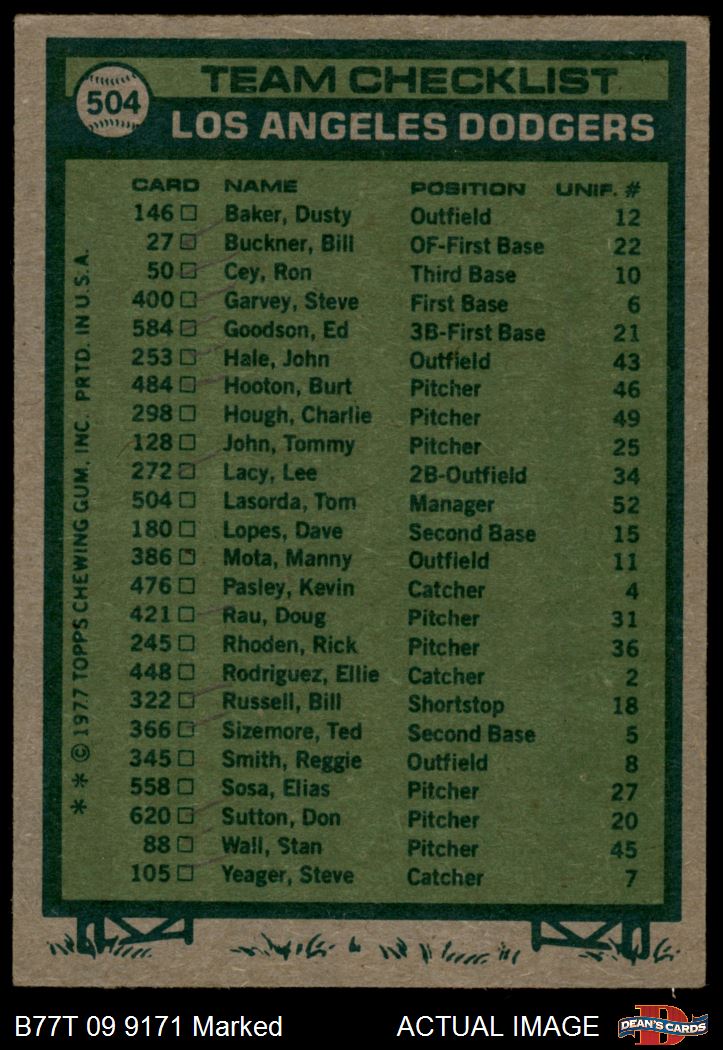 504
TEAM CHECKLIST
LOS ANGELES DODGERS
CARD NAME POSITION UNIF. #
146 Baker, Dusty Outfield 12
27 Buckner, Bill OF-First Base 22
50 Cey, Ron Third Base 10
400 Garvey, Steve First Base 6
584 Goodson, Ed 3B-First Base 21
253 Hale, John Outfield 43
484 Hooton, Burt Pitcher 46
298 Hough, Charlie Pitcher 49
128 John, Tommy Pitcher 25
272 Lacy, Lee 2B-Outfield 34
504 Lasorda, Tom Manager 52
180 Lopes, Dave Second Base 15
386 Mota, Manny Outfield 11
476 Pasley, Kevin Catcher 4
421 Rau, Doug Pitcher 31
245 Rhoden, Rick Pitcher 36
448 Rodriguez, Ellie Catcher 2
322 Russell, Bill Shortstop 18
366 Sizemore, Ted Second Base 5
345 Smith, Reggie Outfield 8
558 Sosa, Elias Pitcher 27
620 Sutton, Don Pitcher 20
88 Wall, Stan Pitcher 45
105 Yeager, Steve Catcher 7
* * © 1977 TOPPS CHEWING GUM, INC. PRTD. IN U.S.A.
B77T 09 9171 Marked ACTUAL IMAGE
DEAN'S CARDS